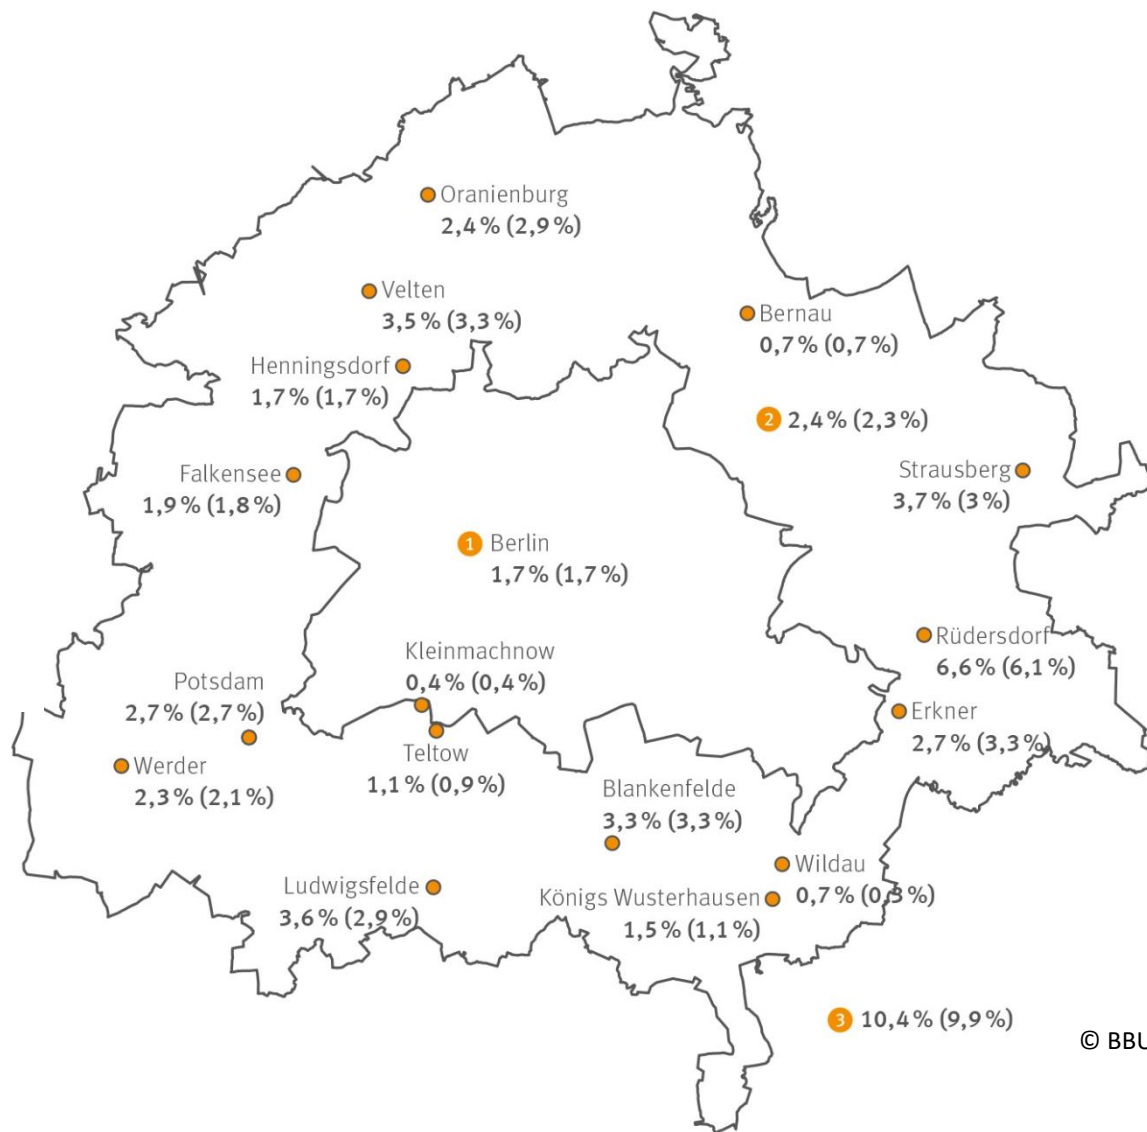 Oranienburg
2,4 % (2,9 %)
Velten
3,5 % (3,3 %)
Bernau
0,7 % (0,7 %)
Henningsdorf
1,7 % (1,7 %)
2 2,4 % (2,3 %)
Falkensee
1,9 % (1,8 %)
Strausberg
3,7 % (3 %)
1 Berlin
1,7 % (1,7 %)
Rüdersdorf
6,6 % (6,1 %)
Kleinmachnow
0,4 % (0,4 %)
Potsdam
2,7 % (2,7 %)
Erkner
2,7 % (3,3 %)
Teltow
1,1 % (0,9 %)
Werder
2,3 % (2,1 %)
Blankenfelde
3,3 % (3,3 %)
Wildau
0,7 % (0,3 %)
Ludwigsfelde
3,6 % (2,9 %)
Königs Wusterhausen
1,5 % (1,1 %)
3 10,4 % (9,9 %)
© BBU